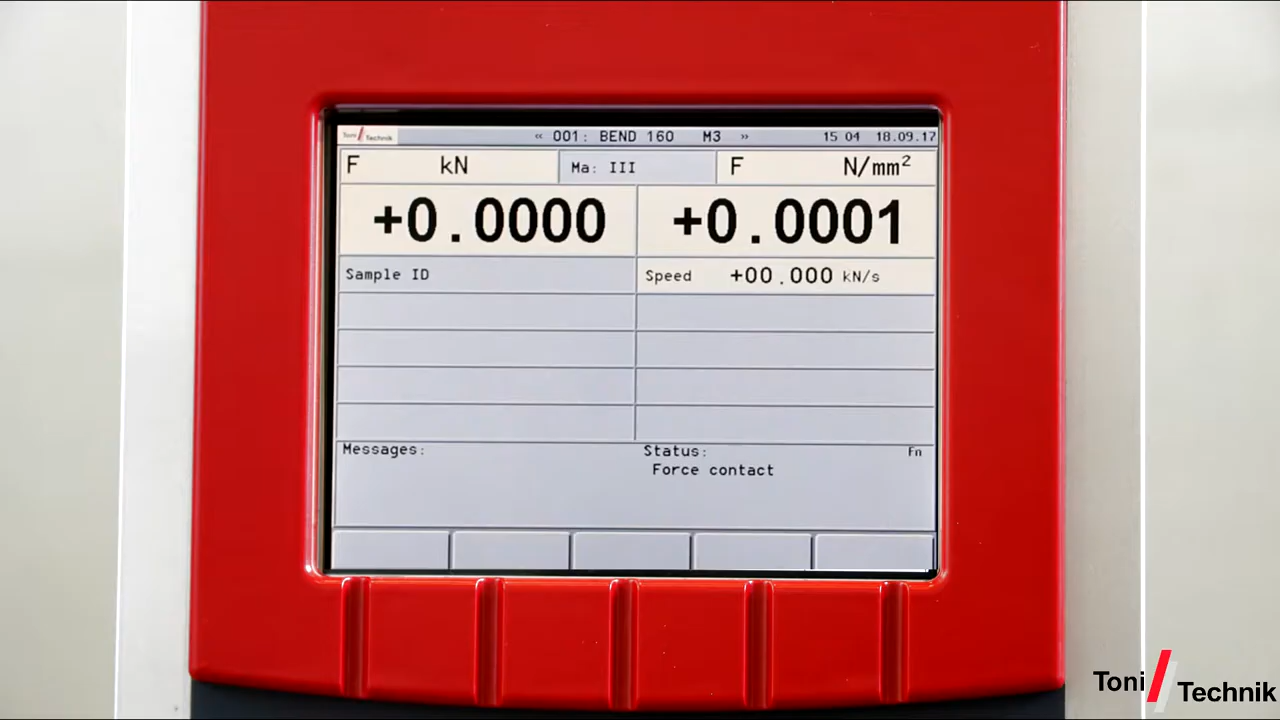 Toni Technik « 001: BEND 160 M3 » 15 04 18.09.17
F kN Ma: III F N/mm²
+0.0000 +0.0001
Sample ID Speed +00.000 kN/s
Messages: Status: Fn
Force contact
Toni Technik